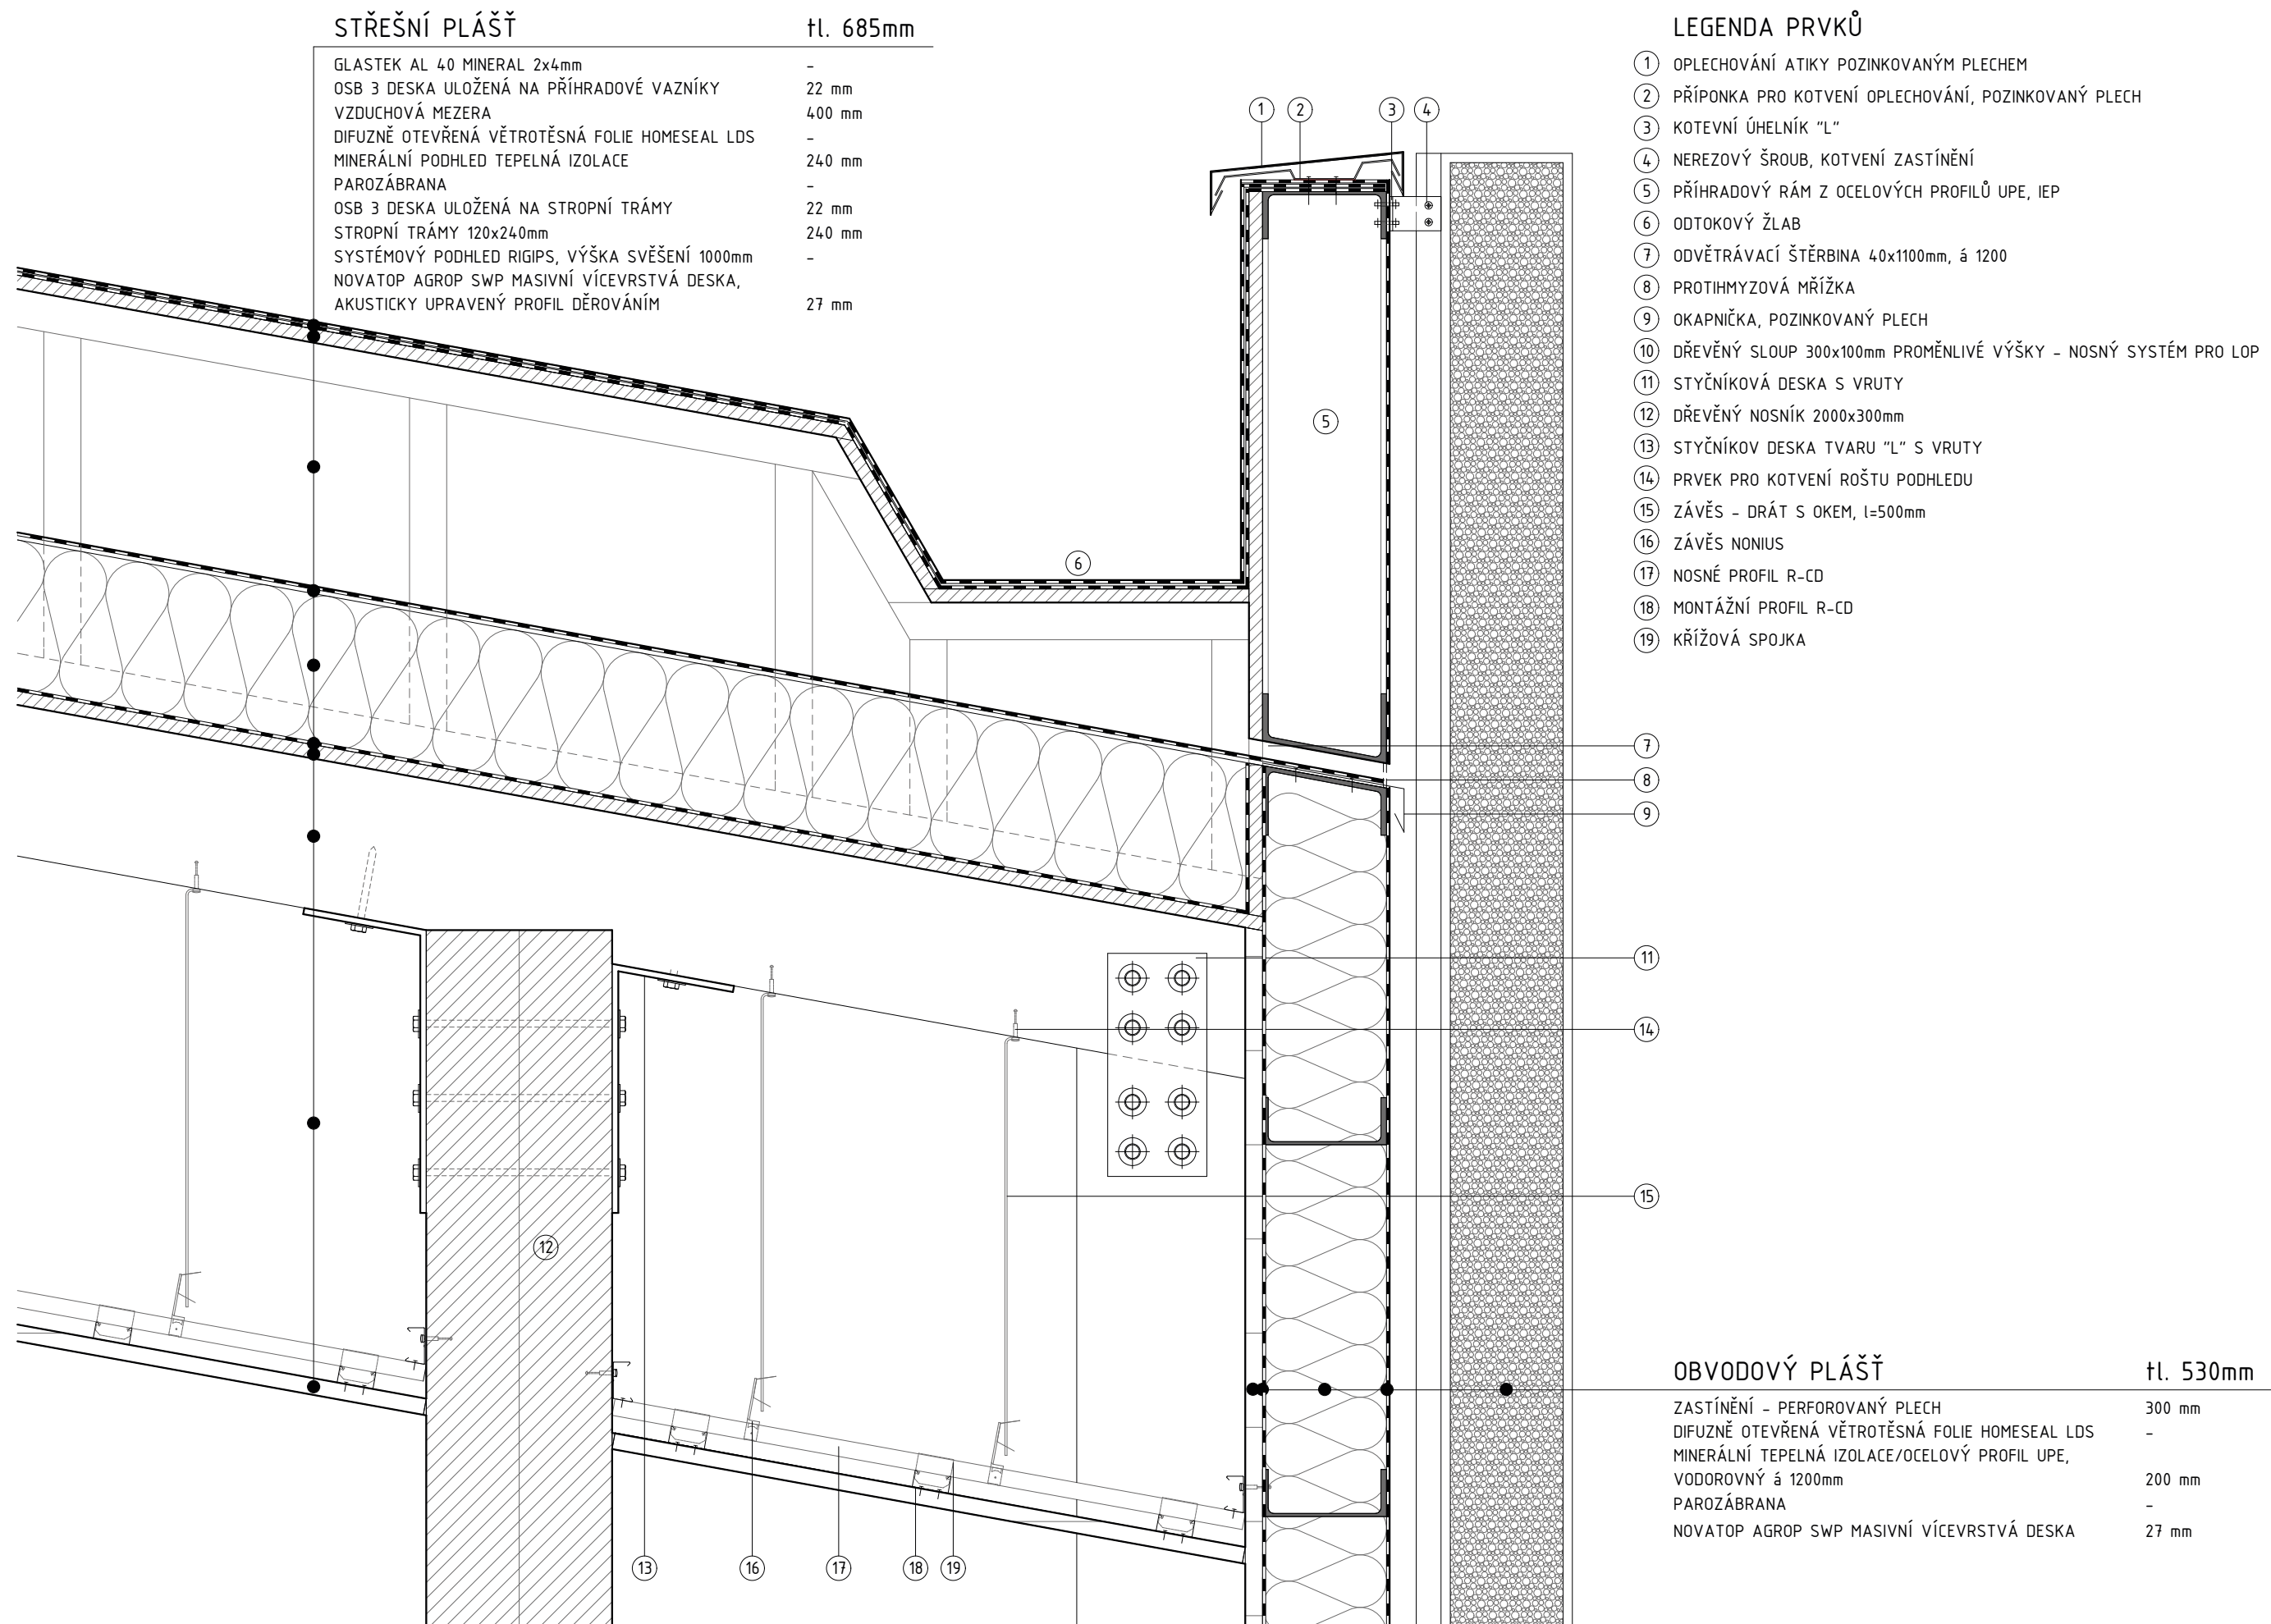 STŘEŠNÍ PLÁŠŤ tl. 685mm
GLASTEK AL 40 MINERAL 2x4mm -
OSB 3 DESKA ULOŽENÁ NA PŘÍHRADOVÉ VAZNÍKY 22 mm
VZDUCHOVÁ MEZERA 400 mm
DIFUZNĚ OTEVŘENÁ VĚTROTĚSNÁ FOLIE HOMESEAL LDS -
MINERÁLNÍ PODHLED TEPELNÁ IZOLACE 240 mm
PAROZÁBRANA -
OSB 3 DESKA ULOŽENÁ NA STROPNÍ TRÁMY 22 mm
STROPNÍ TRÁMY 120x240mm 240 mm
SYSTÉMOVÝ PODHLED RIGIPS, VÝŠKA SVĚŠENÍ 1000mm -
NOVATOP AGROP SWP MASIVNÍ VÍCEVRSTVÁ DESKA,
AKUSTICKY UPRAVENÝ PROFIL DĚROVÁNÍM 27 mm
LEGENDA PRVKŮ
1 OPLECHOVÁNÍ ATIKY POZINKOVANÝM PLECHEM
2 PŘÍPONKA PRO KOTVENÍ OPLECHOVÁNÍ, POZINKOVANÝ PLECH
3 KOTEVNÍ ÚHELNÍK "L"
4 NEREZOVÝ ŠROUB, KOTVENÍ ZASTÍNĚNÍ
5 PŘÍHRADOVÝ RÁM Z OCELOVÝCH PROFILŮ UPE, IEP
6 ODTOKOVÝ ŽLAB
7 ODVĚTRÁVACÍ ŠTĚRBINA 40x1100mm, á 1200
8 PROTIHMYZOVÁ MŘÍŽKA
9 OKAPNIČKA, POZINKOVANÝ PLECH
10 DŘEVĚNÝ SLOUP 300x100mm PROMĚNLIVÉ VÝŠKY - NOSNÝ SYSTÉM PRO LOP
11 STYČNÍKOVÁ DESKA S VRUTY
12 DŘEVĚNÝ NOSNÍK 2000x300mm
13 STYČNÍKOV DESKA TVARU "L" S VRUTY
14 PRVEK PRO KOTVENÍ ROŠTU PODHLEDU
15 ZÁVĚS - DRÁT S OKEM, l=500mm
16 ZÁVĚS NONIUS
17 NOSNÉ PROFIL R-CD
18 MONTÁŽNÍ PROFIL R-CD
19 KŘÍŽOVÁ SPOJKA
1 2 3 4
5
6
7
8
9
11
14
15
12
13 16 17 18 19
OBVODOVÝ PLÁŠŤ tl. 530mm
ZASTÍNĚNÍ - PERFOROVANÝ PLECH 300 mm
DIFUZNĚ OTEVŘENÁ VĚTROTĚSNÁ FOLIE HOMESEAL LDS -
MINERÁLNÍ TEPELNÁ IZOLACE/OCELOVÝ PROFIL UPE,
VODOROVNÝ á 1200mm 200 mm
PAROZÁBRANA -
NOVATOP AGROP SWP MASIVNÍ VÍCEVRSTVÁ DESKA 27 mm